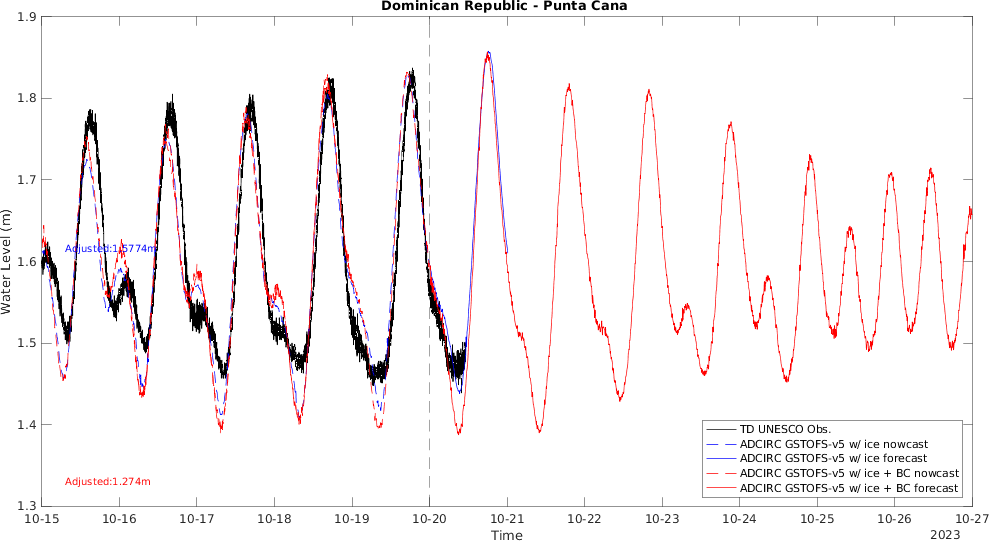 Dominican Republic - Punta Cana
1.9
1.8
1.7
1.6
1.5
1.4
1.3
Water Level (m)
Adjusted:1.5774m
Adjusted:1.274m
TD UNESCO Obs.
ADCIRC GSTOFS-v5 w/ ice nowcast
ADCIRC GSTOFS-v5 w/ ice forecast
ADCIRC GSTOFS-v5 w/ ice + BC nowcast
ADCIRC GSTOFS-v5 w/ ice + BC forecast
10-15 10-16 10-17 10-18 10-19 10-20 10-21 10-22 10-23 10-24 10-25 10-26 10-27
Time
2023